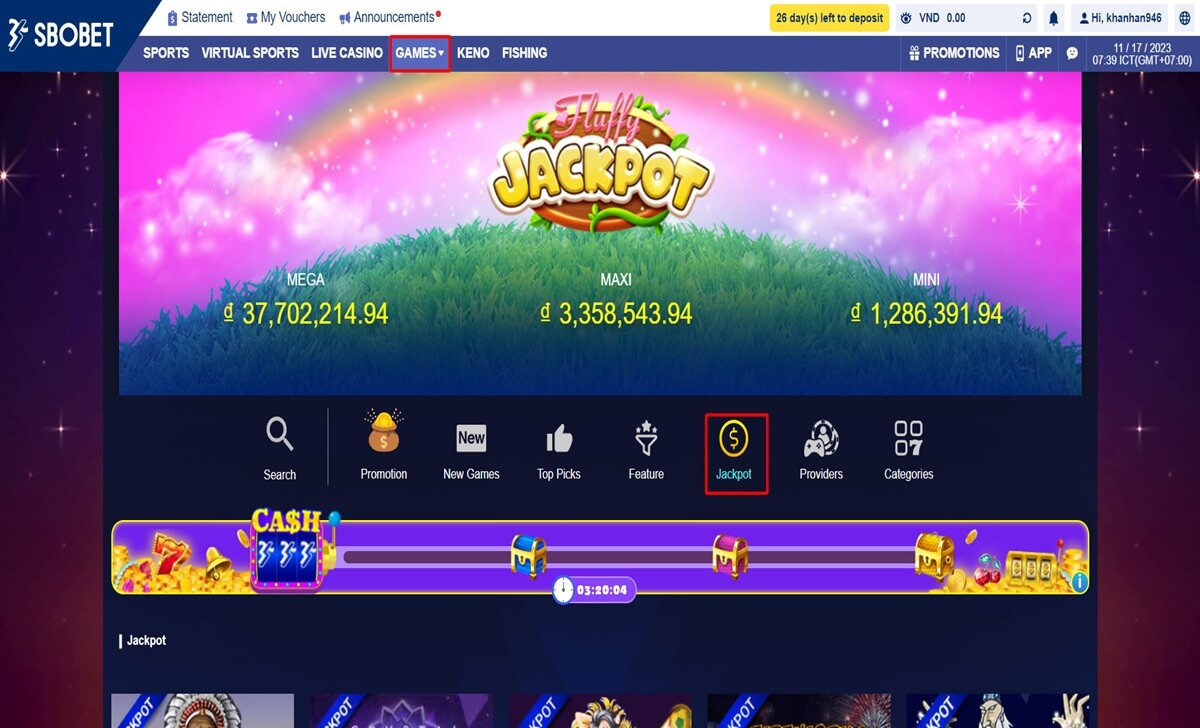 SBOBET
Statement My Vouchers Announcements
26 day(s) left to deposit VND 0.00 Hi, khanhan946
SPORTS VIRTUAL SPORTS LIVE CASINO GAMES KENO FISHING
PROMOTIONS APP
11 / 17 / 2023
07:39 ICT(GMT+07:00)
Fluffy
JACKPOT
MEGA MAXI MINI
₫ 37,702,214.94 ₫ 3,358,543.94 ₫ 1,286,391.94
New
Search Promotion New Games Top Picks Feature Jackpot Providers Categories
CA$H
03:20:04
Jackpot